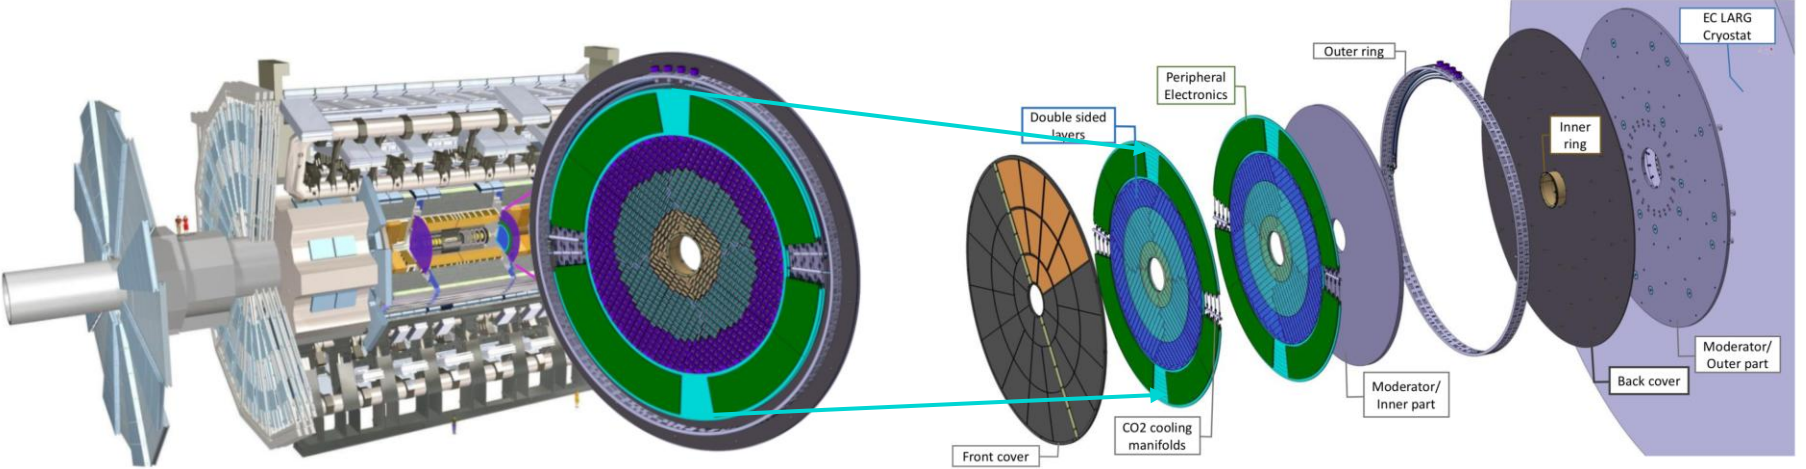 EC LARG
Cryostat
Outer ring
Peripheral
Electronics
Double sided
layers
Inner
ring
Moderator/
Outer part
Back cover
Moderator/
Inner part
CO2 cooling
manifolds
Front cover